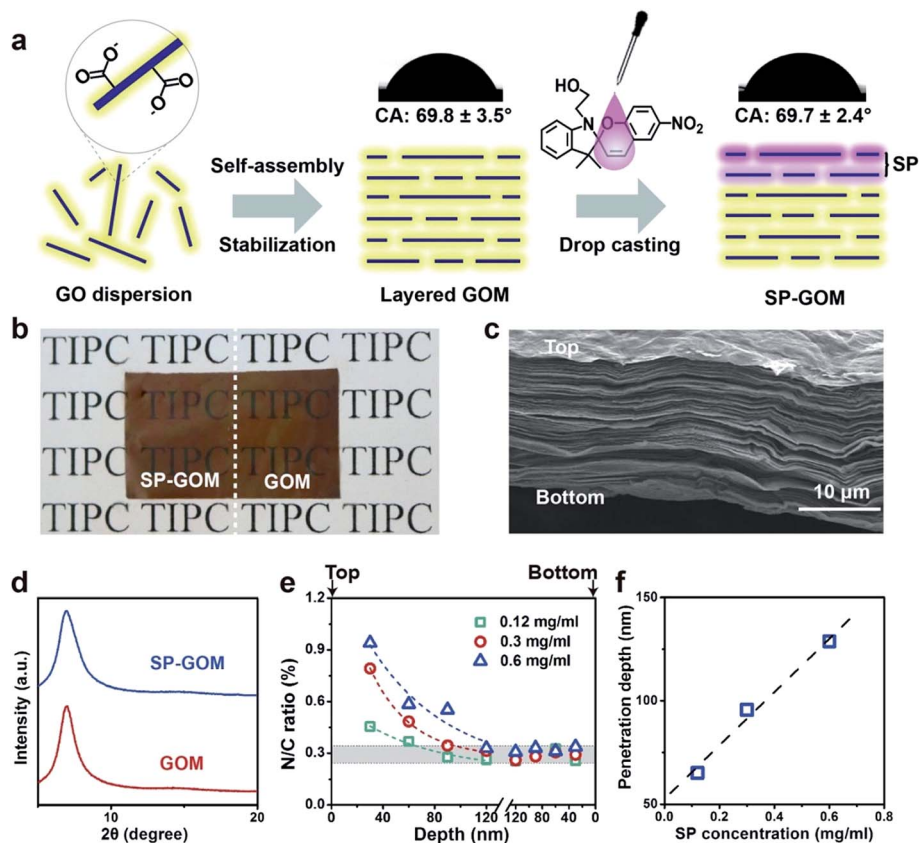 a
O
O-
O
O-
GO dispersion
Self-assembly
Stabilization
CA: 69.8 ± 3.5°
Layered GOM
HO
N
O
NO2
Drop casting
CA: 69.7 ± 2.4°
SP
SP-GOM
b
TIPC TIPC TIPC TIPC
TIPC TIPC TIPC TIPC
TIPC TIPC TIPC TIPC
TIPC TIPC TIPC TIPC
SP-GOM
GOM
c
Top
Bottom
10 μm
d
Intensity (a.u.)
SP-GOM
GOM
10
20
2θ (degree)
e
Top
Bottom
N/C ratio (%)
1.2
0.9
0.6
0.3
0.0
0.12 mg/ml
0.3 mg/ml
0.6 mg/ml
0 30 60 90 120 120 80 40 0
Depth (nm)
f
Penetration depth (nm)
150
100
50
0.0 0.2 0.4 0.6 0.8
SP concentration (mg/ml)